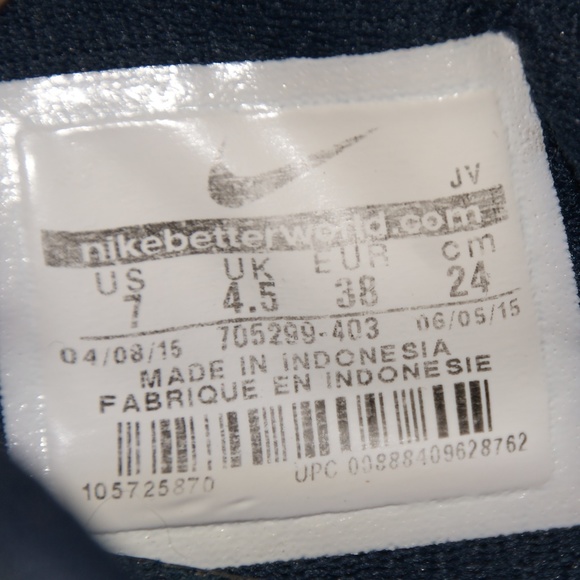 JV
nikebetterworld.com
US UK EUR cm
7 4.5 38 24
04/08/15 705299-403 06/05/15
MADE IN INDONESIA
FABRIQUE EN INDONESIE
105725870 UPC 00888409628762